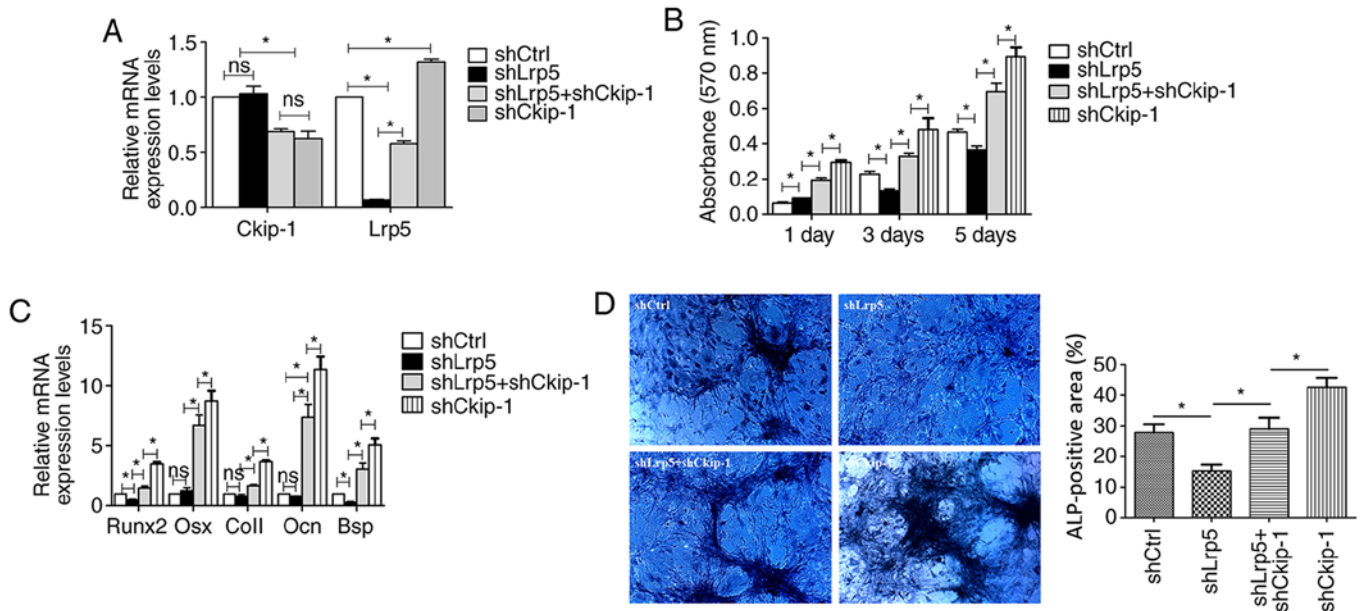 A
Relative mRNA
expression levels
1.5
1.0
0.5
0.0
ns
*
ns
*
*
*
Ckip-1
Lrp5
shCtrl
shLrp5
shLrp5+shCkip-1
shCkip-1
B
Absorbance (570 nm)
1.0
0.8
0.6
0.4
0.2
0.0
*
*
*
*
*
*
*
*
*
1 day
3 days
5 days
shCtrl
shLrp5
shLrp5+shCkip-1
shCkip-1
C
Relative mRNA
expression levels
15
10
5
0
*
*
*
ns
*
*
ns
*
*
ns
*
*
*
*
*
*
Runx2
Osx
ColI
Ocn
Bsp
shCtrl
shLrp5
shLrp5+shCkip-1
shCkip-1
D
shCtrl
shLrp5
shLrp5+shCkip-1
ALP-positive area (%)
50
40
30
20
10
0
*
*
*
shCtrl
shLrp5
shLrp5+
shCkip-1
shCkip-1